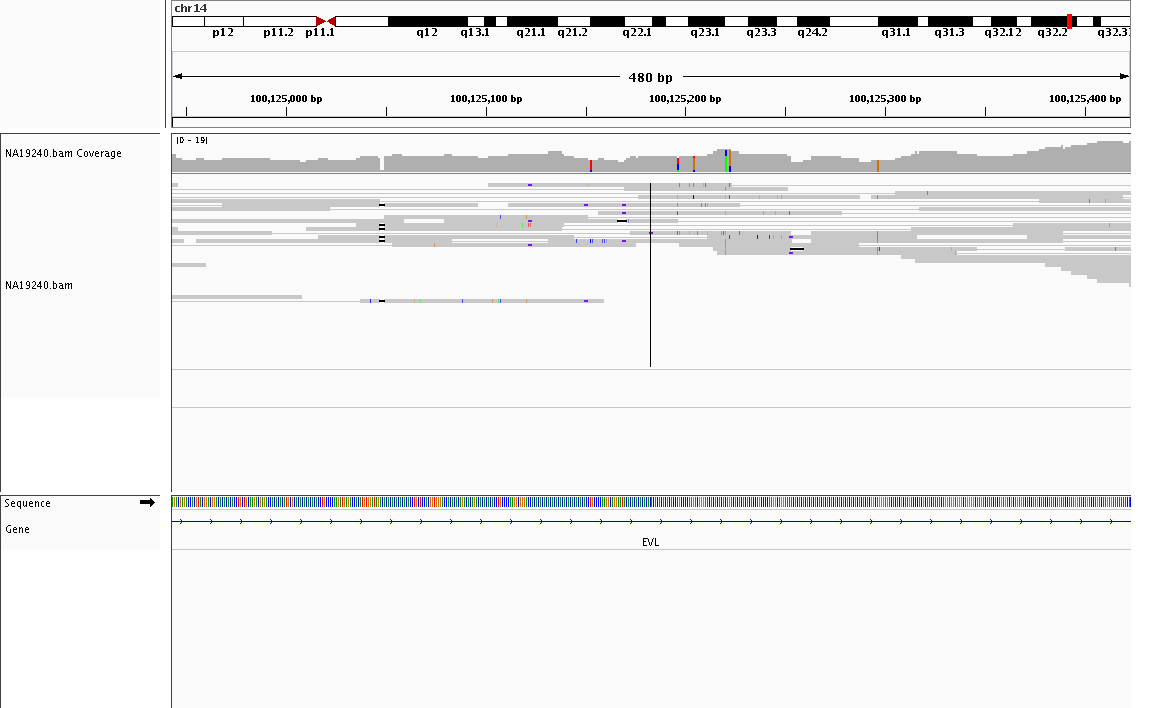 chr14
p12 p11.2 p11.1 q12 q13.1 q21.1 q21.2 q22.1 q23.1 q23.3 q24.2 q31.1 q31.3 q32.12 q32.2 q32.31
480 bp
100,125,000 bp 100,125,100 bp 100,125,200 bp 100,125,300 bp 100,125,400 bp
[0 - 19]
NA19240.bam Coverage
NA19240.bam
Sequence
Gene
EVL